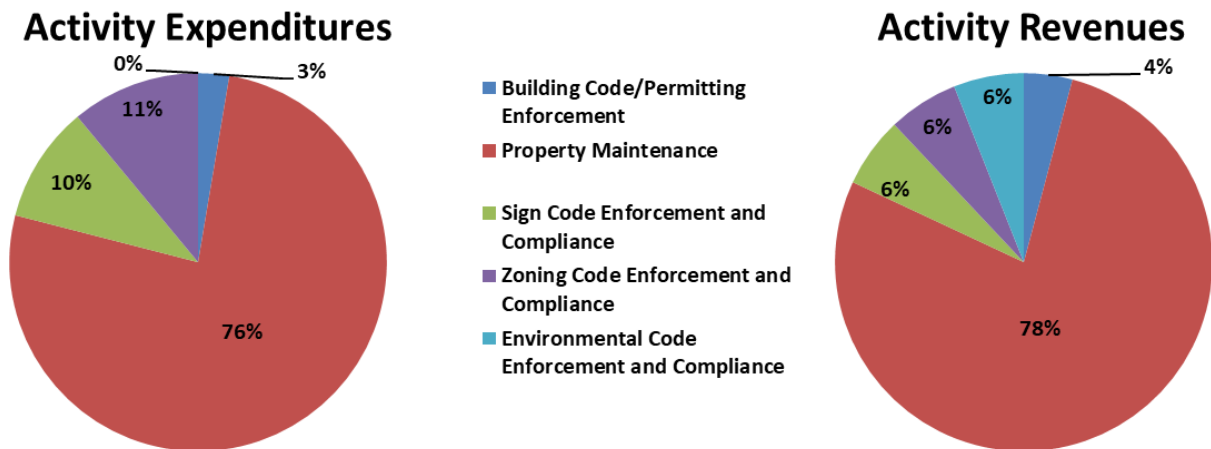 Activity Expenditures
0%
3%
11%
10%
76%
Building Code/Permitting
Enforcement
Property Maintenance
Sign Code Enforcement and
Compliance
Zoning Code Enforcement and
Compliance
Environmental Code
Enforcement and Compliance
Activity Revenues
4%
6%
6%
6%
78%